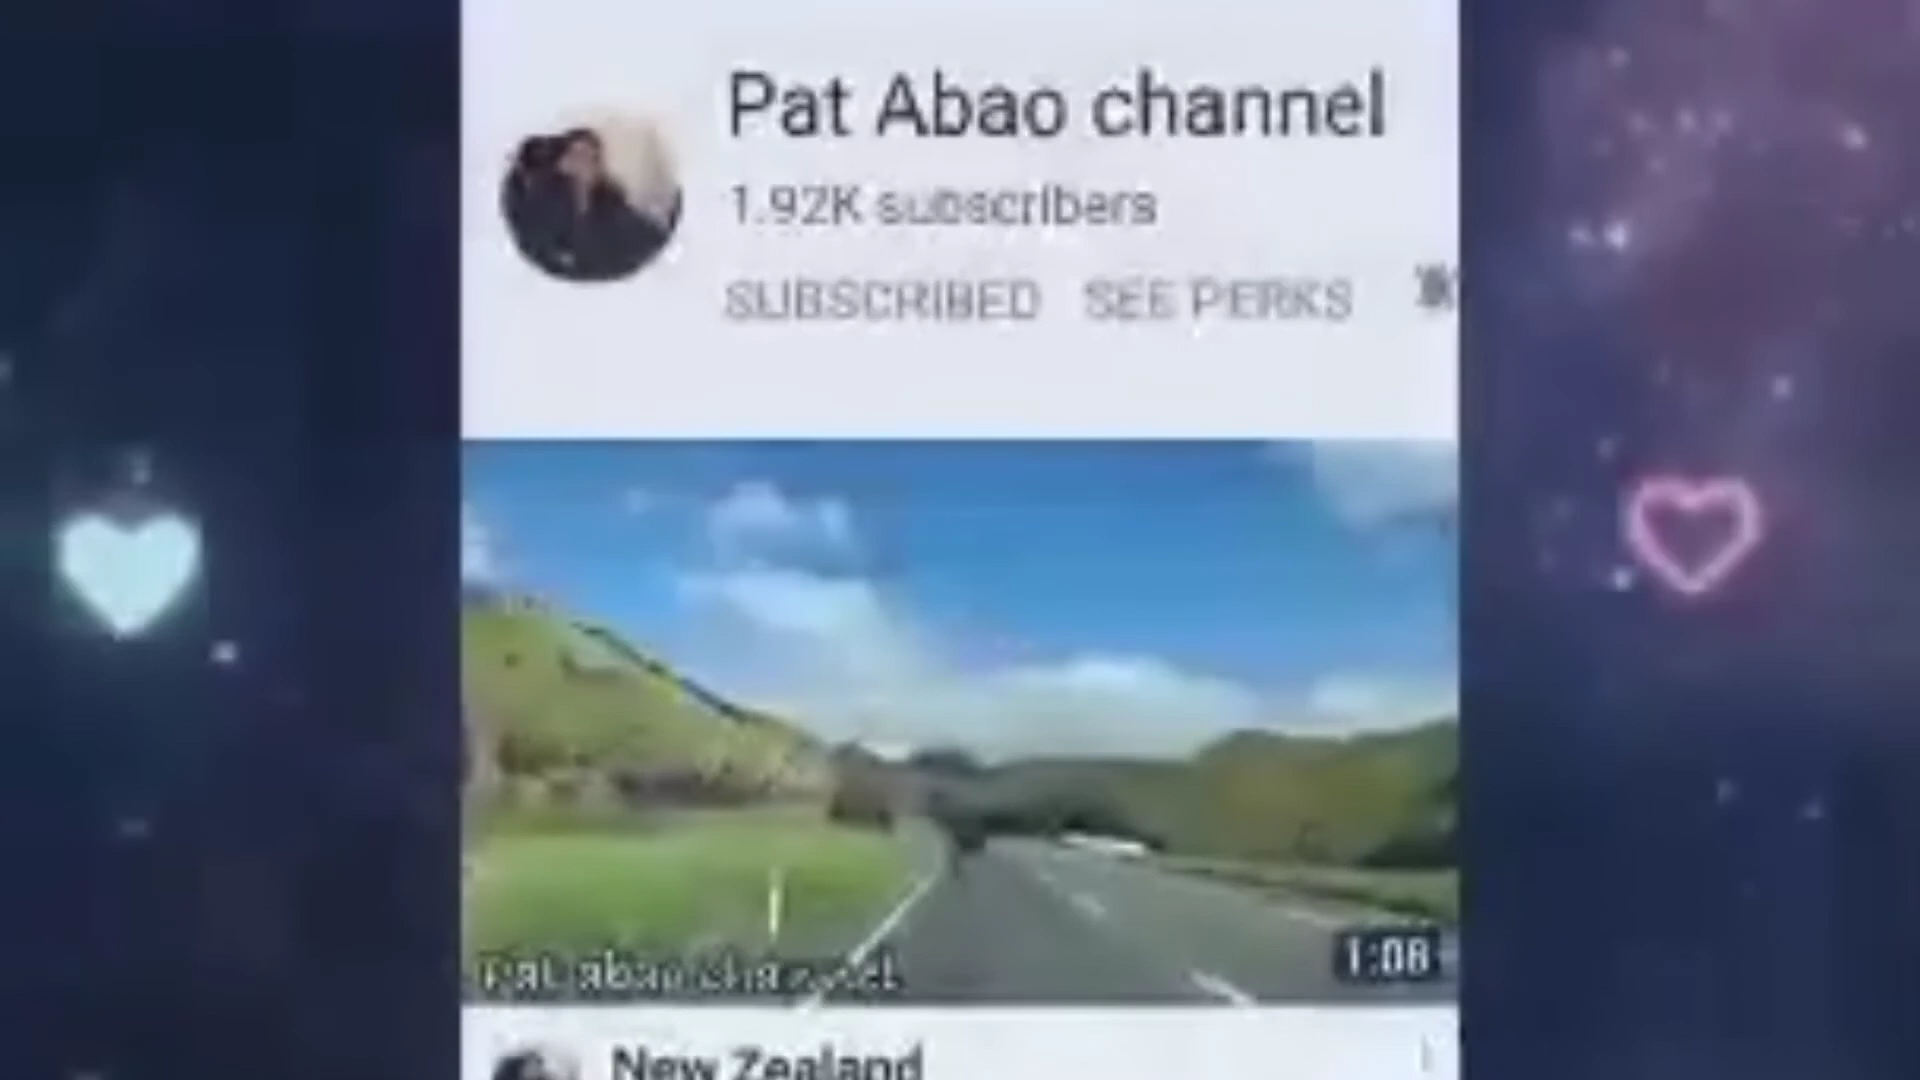 Pat Abao channel
1.92K subscribers
SUBSCRIBED SEE PERKS
Pat abao channel
1:08
New Zealand